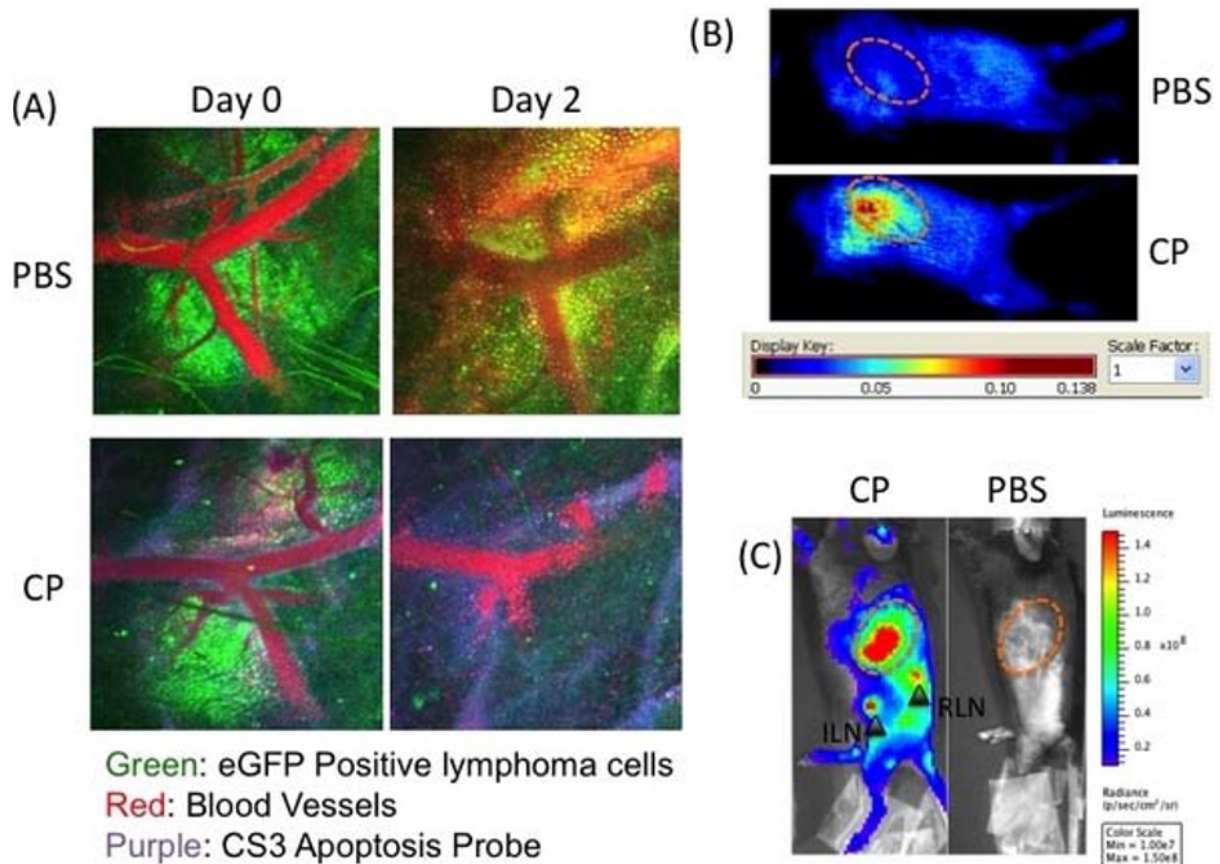 (A)
Day 0
Day 2
PBS
CP
Green: eGFP Positive lymphoma cells
Red: Blood Vessels
Purple: CS3 Apoptosis Probe
(B)
PBS
CP
Display Key:
Scale Factor:
1
0 0.05 0.10 0.138
CP
PBS
(C)
ILN
RLN
Luminescence
1.4
1.2
1.0
x10⁸
0.8
0.6
0.4
0.2
Radiance
(p/sec/cm²/sr)
Color Scale
Min = 1.00e7
Max = 1.50e8